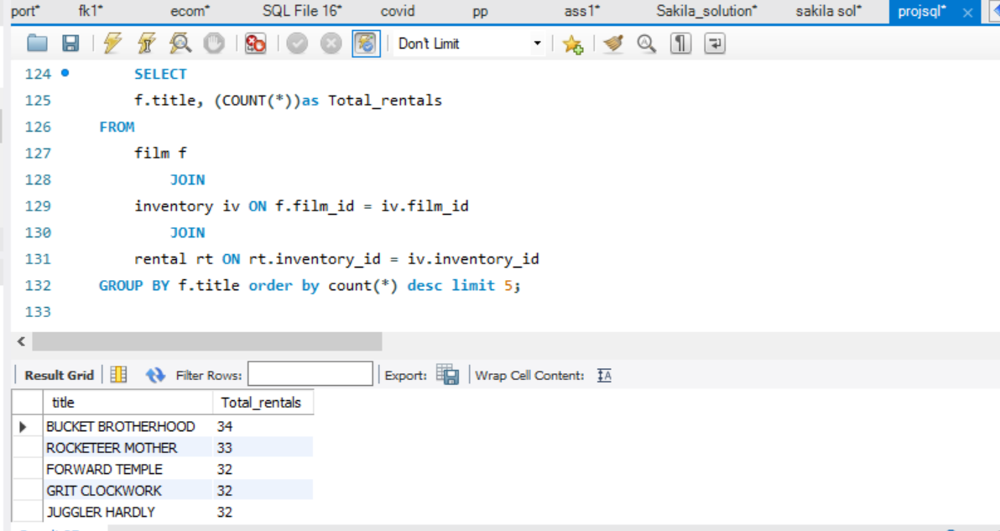 port* fk1* ecom* SQL File 16* covid pp ass1* Sakila_solution* sakila sol* projsql* ×
Don't Limit
124 SELECT
125 f.title, (COUNT(*))as Total_rentals
126 FROM
127 film f
128 JOIN
129 inventory iv ON f.film_id = iv.film_id
130 JOIN
131 rental rt ON rt.inventory_id = iv.inventory_id
132 GROUP BY f.title order by count(*) desc limit 5;
133
Result Grid Filter Rows: Export: Wrap Cell Content: IA
title Total_rentals
BUCKET BROTHERHOOD 34
ROCKETEER MOTHER 33
FORWARD TEMPLE 32
GRIT CLOCKWORK 32
JUGGLER HARDLY 32